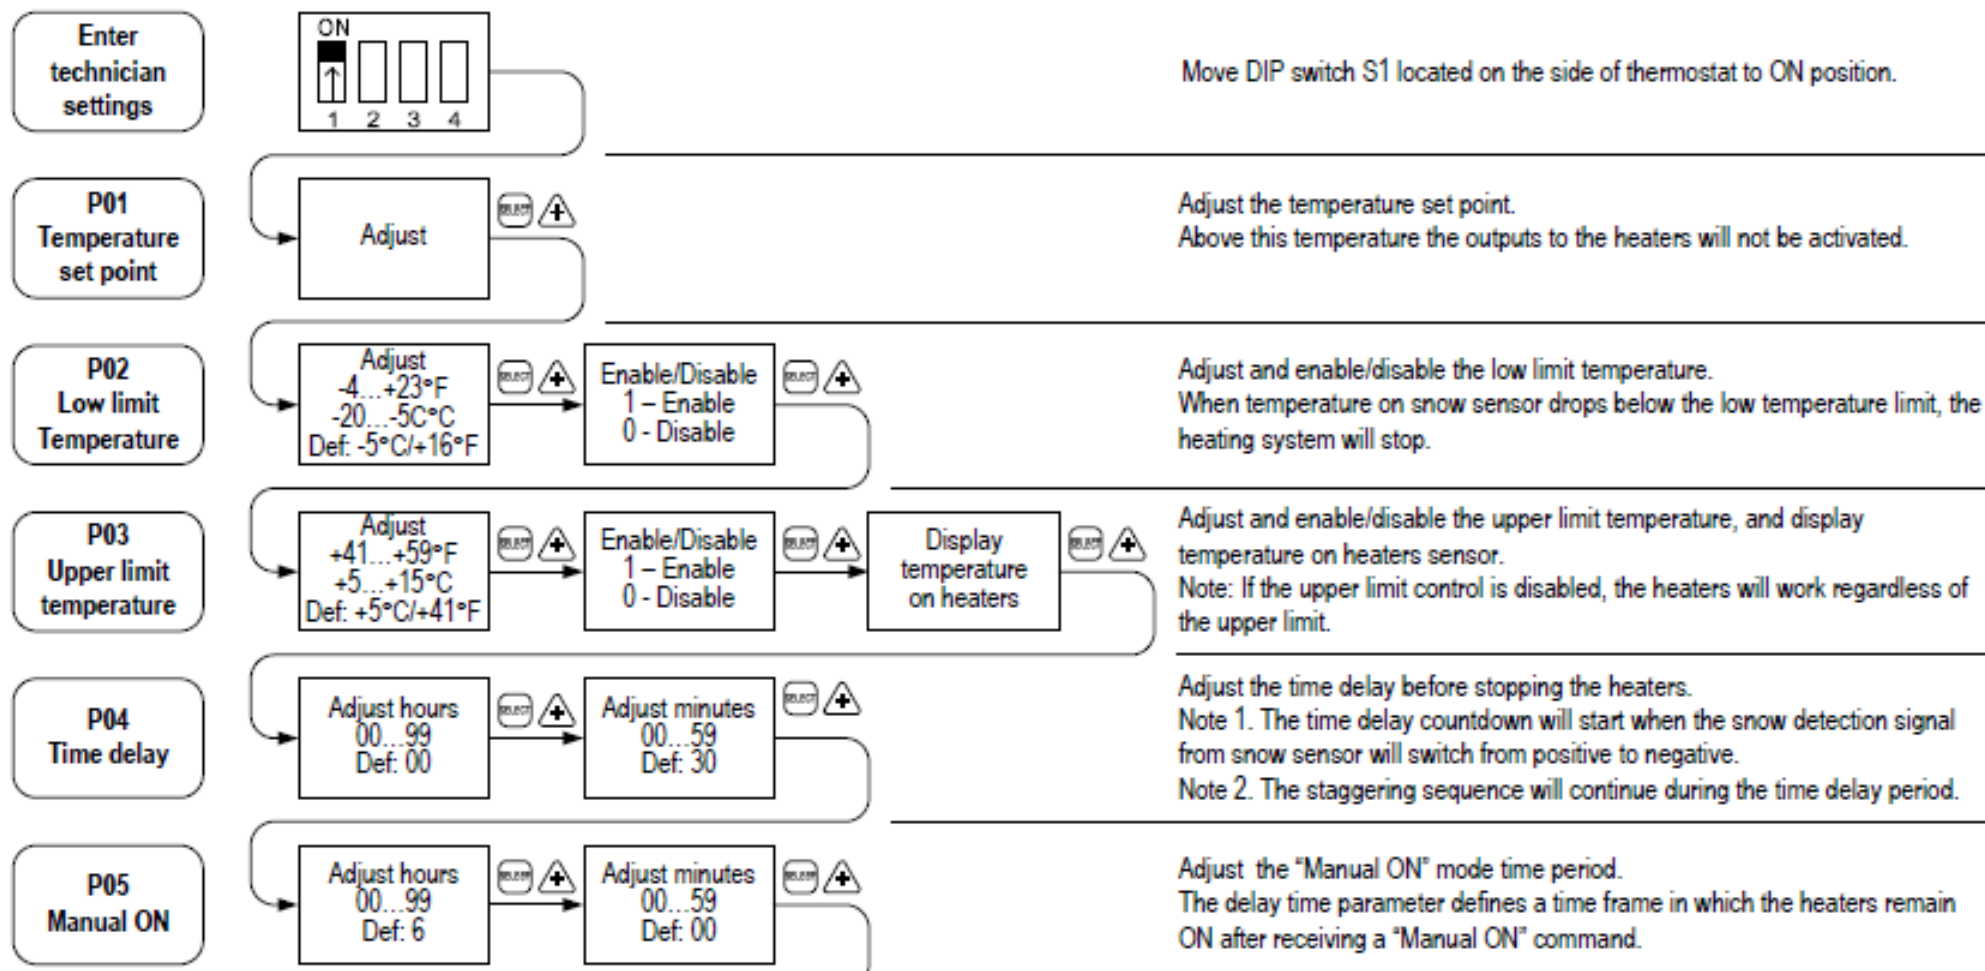 Enter
technician
settings
ON
1 2 3 4
Move DIP switch S1 located on the side of thermostat to ON position.
P01
Temperature
set point
Adjust
SELECT
Adjust the temperature set point.
Above this temperature the outputs to the heaters will not be activated.
P02
Low limit
Temperature
Adjust
-4...+23°F
-20...-5C°C
Def: -5°C/+16°F
SELECT
Enable/Disable
1 – Enable
0 - Disable
SELECT
Adjust and enable/disable the low limit temperature.
When temperature on snow sensor drops below the low temperature limit, the
heating system will stop.
P03
Upper limit
temperature
Adjust
+41...+59°F
+5...+15°C
Def: +5°C/+41°F
SELECT
Enable/Disable
1 – Enable
0 - Disable
SELECT
Display
temperature
on heaters
SELECT
Adjust and enable/disable the upper limit temperature, and display
temperature on heaters sensor.
Note: If the upper limit control is disabled, the heaters will work regardless of
the upper limit.
P04
Time delay
Adjust hours
00...99
Def: 00
SELECT
Adjust minutes
00...59
Def: 30
SELECT
Adjust the time delay before stopping the heaters.
Note 1. The time delay countdown will start when the snow detection signal
from snow sensor will switch from positive to negative.
Note 2. The staggering sequence will continue during the time delay period.
P05
Manual ON
Adjust hours
00...99
Def: 6
SELECT
Adjust minutes
00...59
Def: 00
SELECT
Adjust the “Manual ON” mode time period.
The delay time parameter defines a time frame in which the heaters remain
ON after receiving a “Manual ON” command.